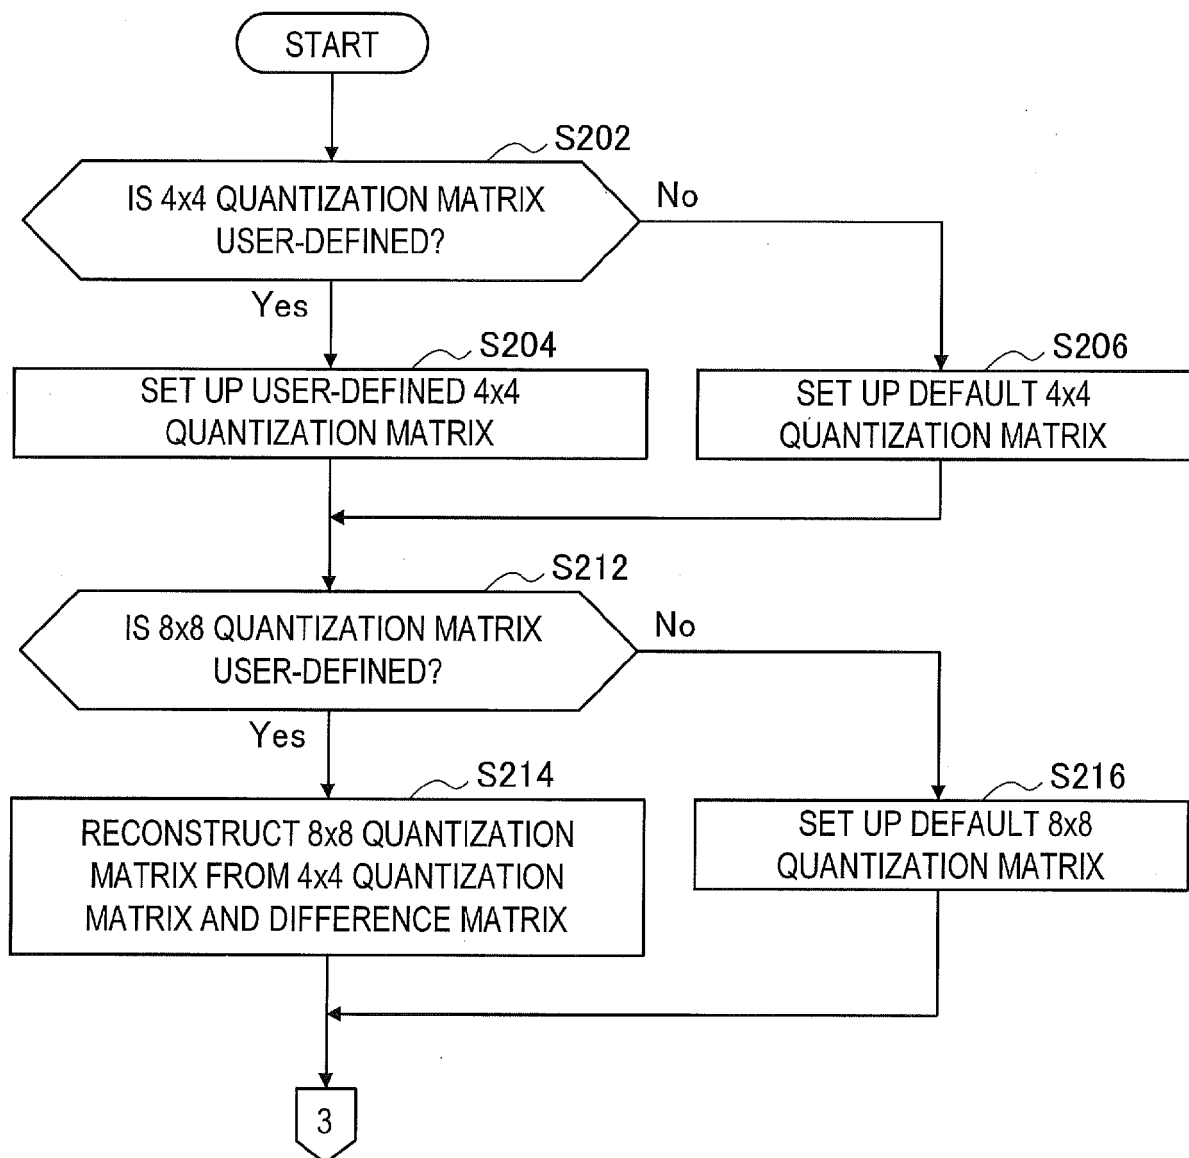 START
S202
IS 4x4 QUANTIZATION MATRIX
USER-DEFINED?
No
Yes
S204
SET UP USER-DEFINED 4x4
QUANTIZATION MATRIX
S206
SET UP DEFAULT 4x4
QUANTIZATION MATRIX
S212
IS 8x8 QUANTIZATION MATRIX
USER-DEFINED?
No
Yes
S214
RECONSTRUCT 8x8 QUANTIZATION
MATRIX FROM 4x4 QUANTIZATION
MATRIX AND DIFFERENCE MATRIX
S216
SET UP DEFAULT 8x8
QUANTIZATION MATRIX
3